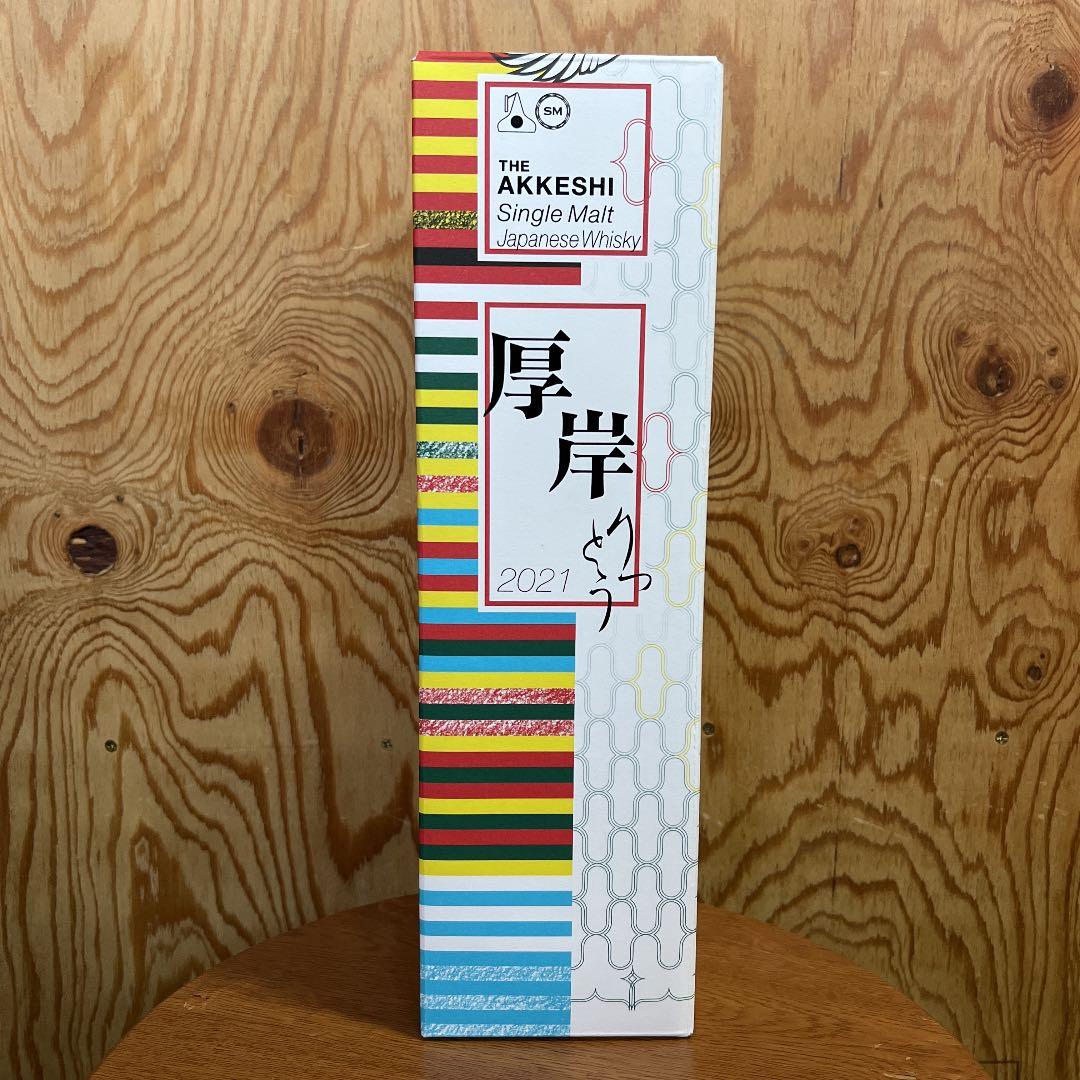 SM
THE
AKKESHI
Single Malt
Japanese Whisky
厚岸
りっとう
2021